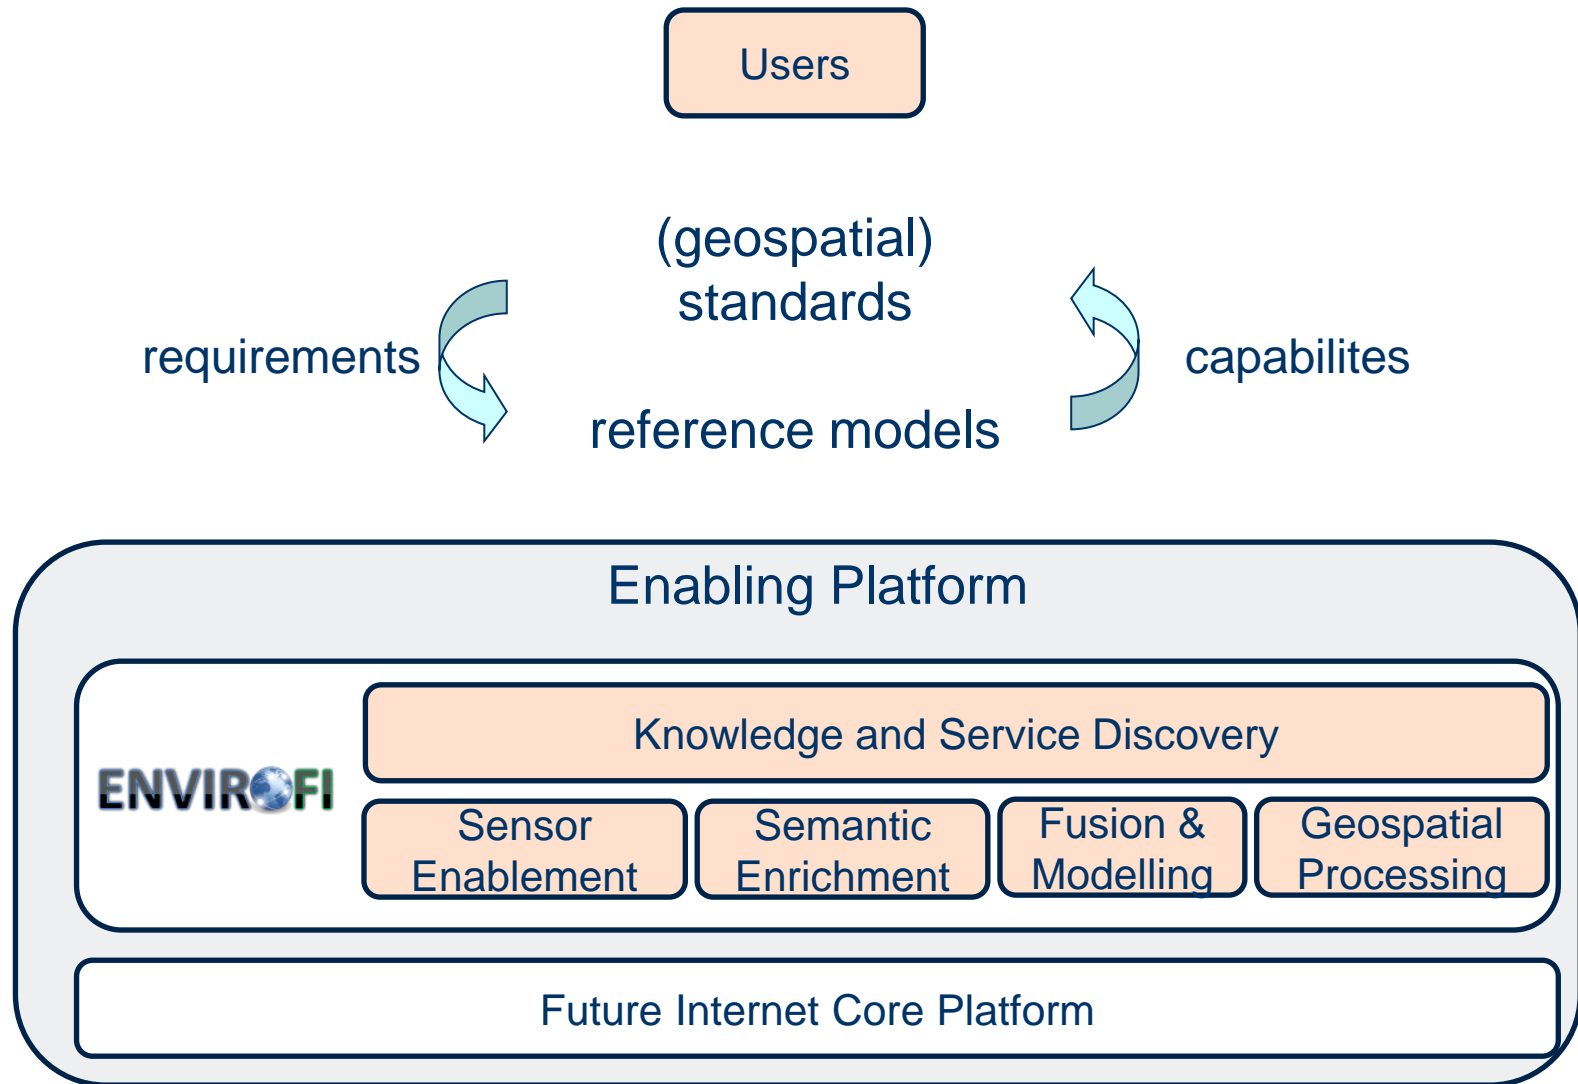 Users
(geospatial)
standards
requirements
capabilites
reference models
Enabling Platform
Knowledge and Service Discovery
ENVIROFI
Sensor
Enablement
Semantic
Enrichment
Fusion &
Modelling
Geospatial
Processing
Future Internet Core Platform